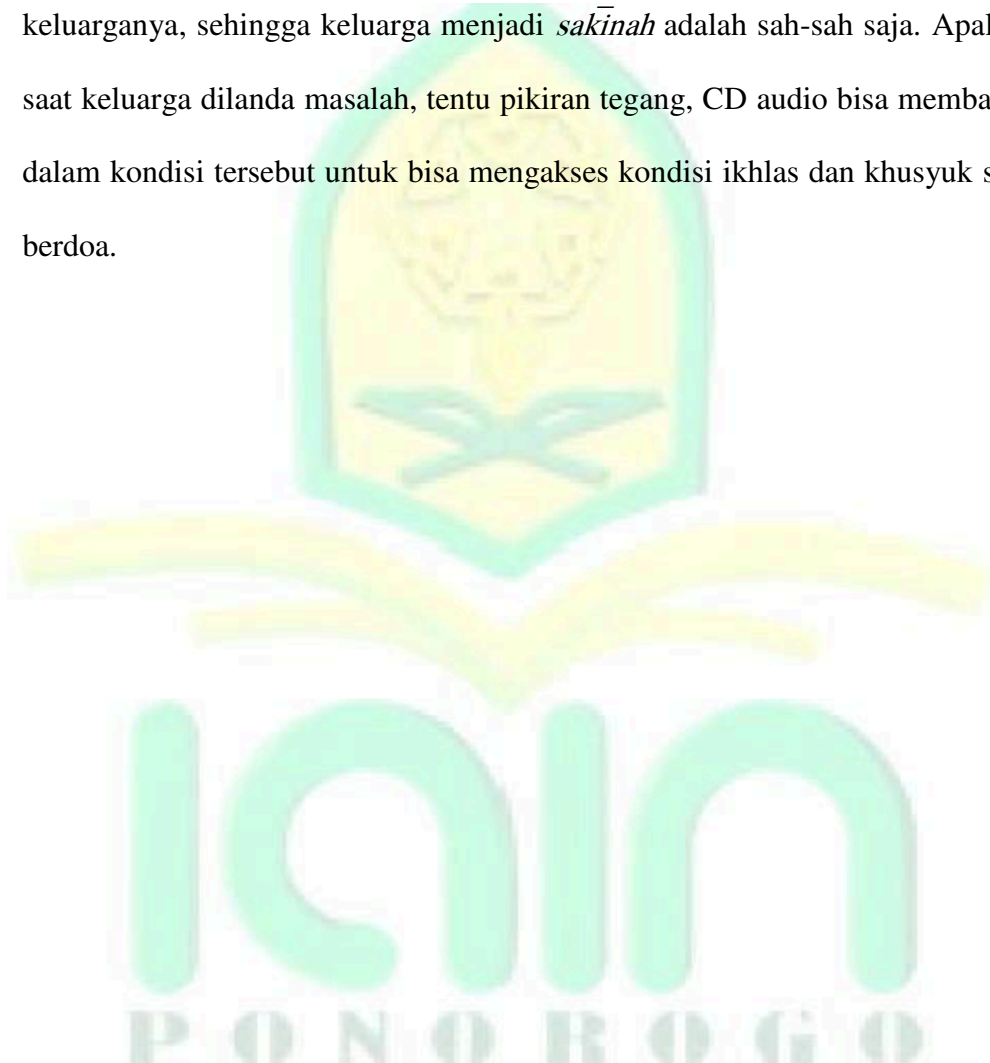 keluarganya, sehingga keluarga menjadi sakīnah adalah sah-sah saja. Apal
saat keluarga dilanda masalah, tentu pikiran tegang, CD audio bisa memba
dalam kondisi tersebut untuk bisa mengakses kondisi ikhlas dan khusyuk s
berdoa.
iain
PONOROGO